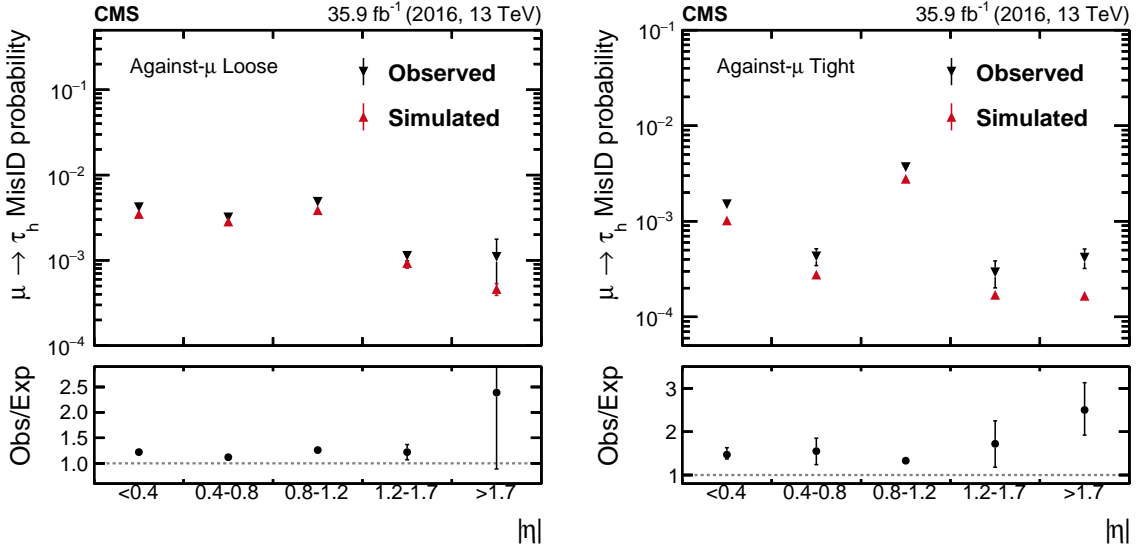 CMS 35.9 fb⁻¹ (2016, 13 TeV)
Against-μ Loose
Observed
Simulated
μ → τₕ MisID probability
10⁻¹
10⁻²
10⁻³
10⁻⁴
Obs/Exp
2.5
2.0
1.5
1.0
<0.4 0.4-0.8 0.8-1.2 1.2-1.7 >1.7
|η|
CMS 35.9 fb⁻¹ (2016, 13 TeV)
Against-μ Tight
Observed
Simulated
μ → τₕ MisID probability
10⁻¹
10⁻²
10⁻³
10⁻⁴
Obs/Exp
3
2
1
<0.4 0.4-0.8 0.8-1.2 1.2-1.7 >1.7
|η|